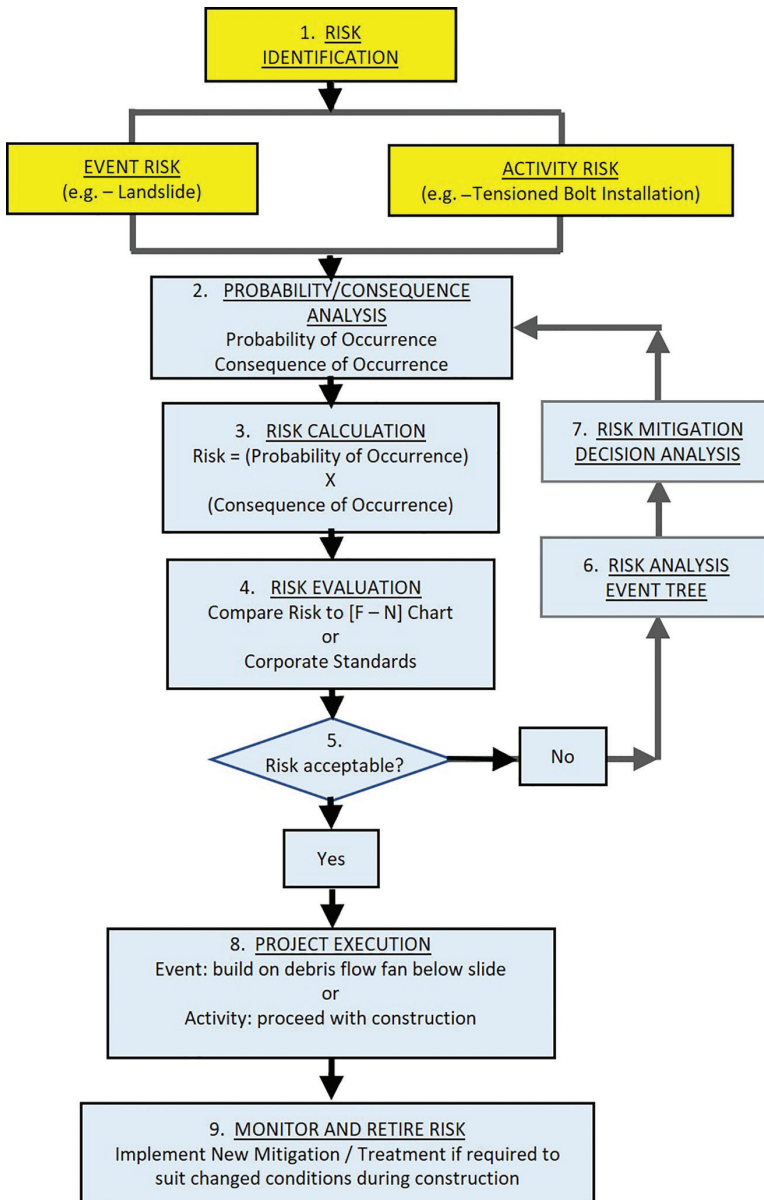 1. RISK
IDENTIFICATION
EVENT RISK
(e.g. – Landslide)
ACTIVITY RISK
(e.g. –Tensioned Bolt Installation)
2. PROBABILITY/CONSEQUENCE
ANALYSIS
Probability of Occurrence
Consequence of Occurrence
3. RISK CALCULATION
Risk = (Probability of Occurrence)
X
(Consequence of Occurrence)
7. RISK MITIGATION
DECISION ANALYSIS
4. RISK EVALUATION
Compare Risk to [F – N] Chart
or
Corporate Standards
6. RISK ANALYSIS
EVENT TREE
5.
Risk acceptable?
No
Yes
8. PROJECT EXECUTION
Event: build on debris flow fan below slide
or
Activity: proceed with construction
9. MONITOR AND RETIRE RISK
Implement New Mitigation / Treatment if required to
suit changed conditions during construction